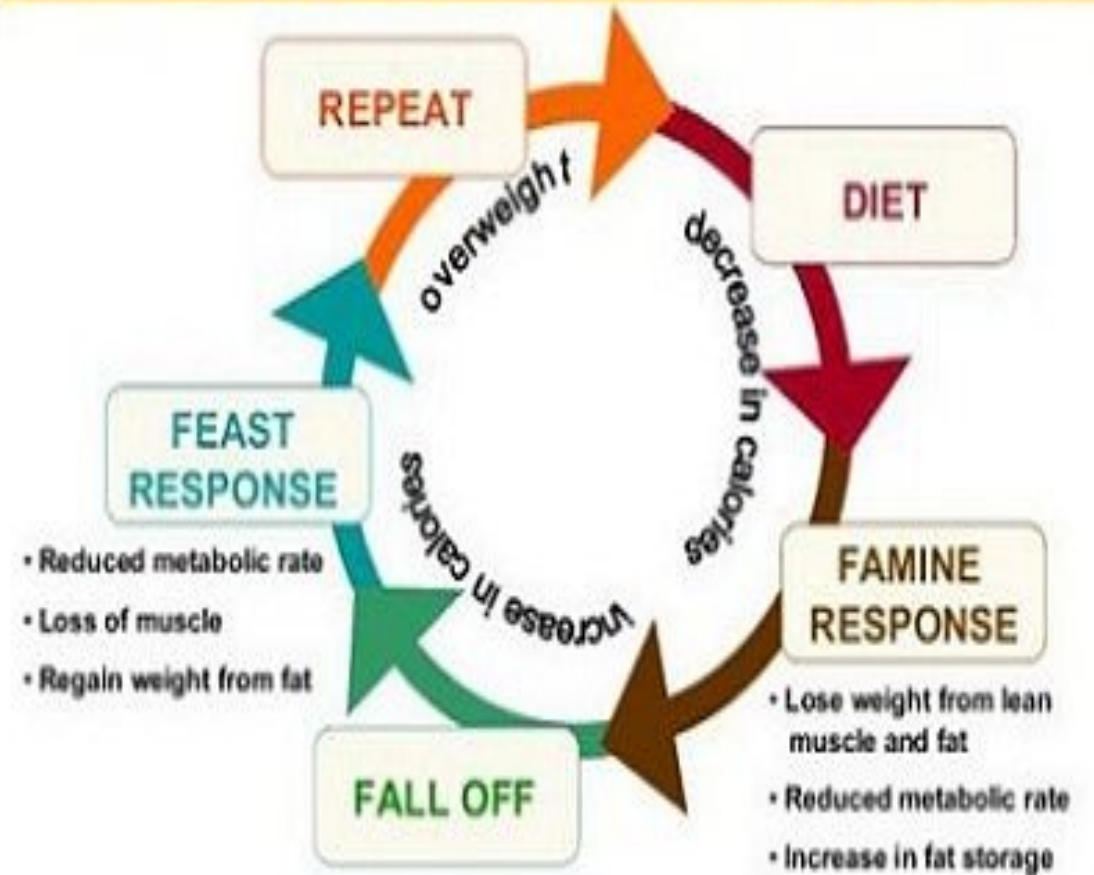 REPEAT
overweight
DIET
decrease in calories
FAMINE
RESPONSE
• Lose weight from lean
muscle and fat
• Reduced metabolic rate
• Increase in fat storage
FALL OFF
increase in calories
FEAST
RESPONSE
• Reduced metabolic rate
• Loss of muscle
• Regain weight from fat